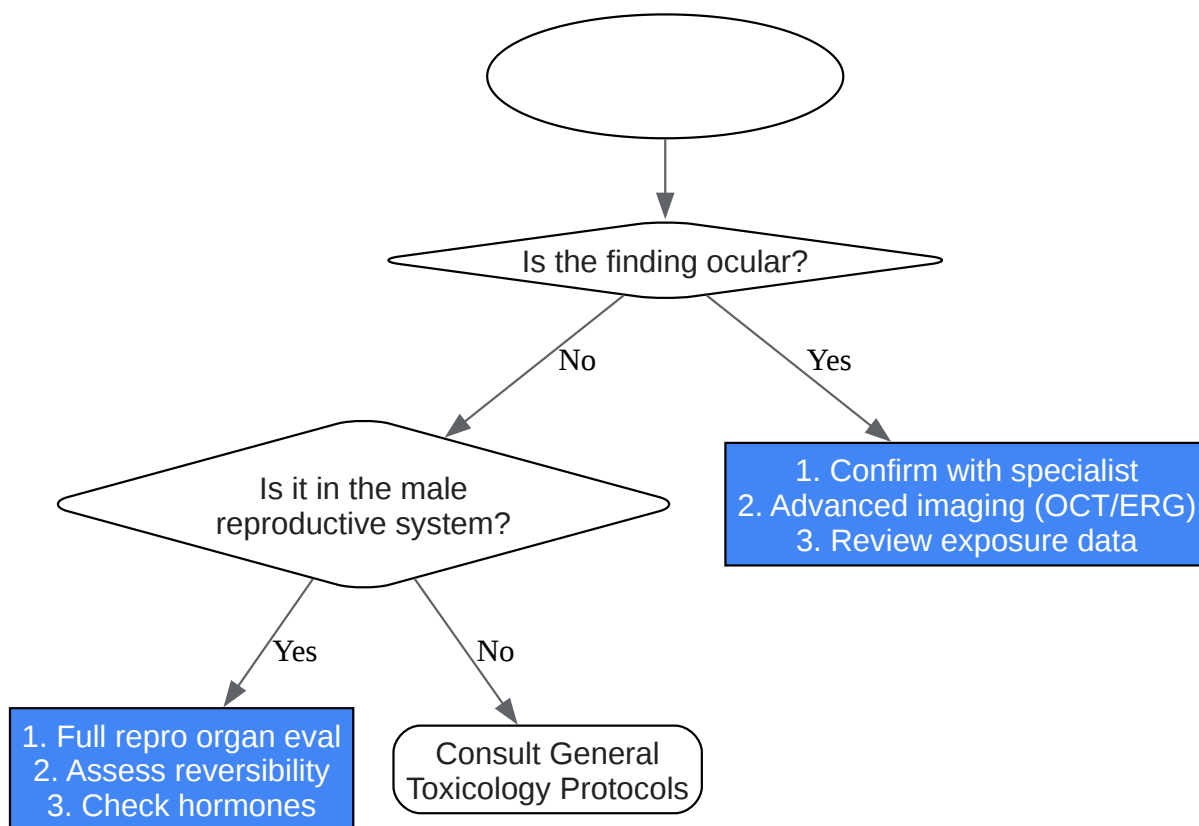 Is the finding ocular?
No
Yes
Is it in the male
reproductive system?
1. Confirm with specialist
2. Advanced imaging (OCT/ERG)
3. Review exposure data
Yes
No
1. Full repro organ eval
2. Assess reversibility
3. Check hormones
Consult General
Toxicology Protocols